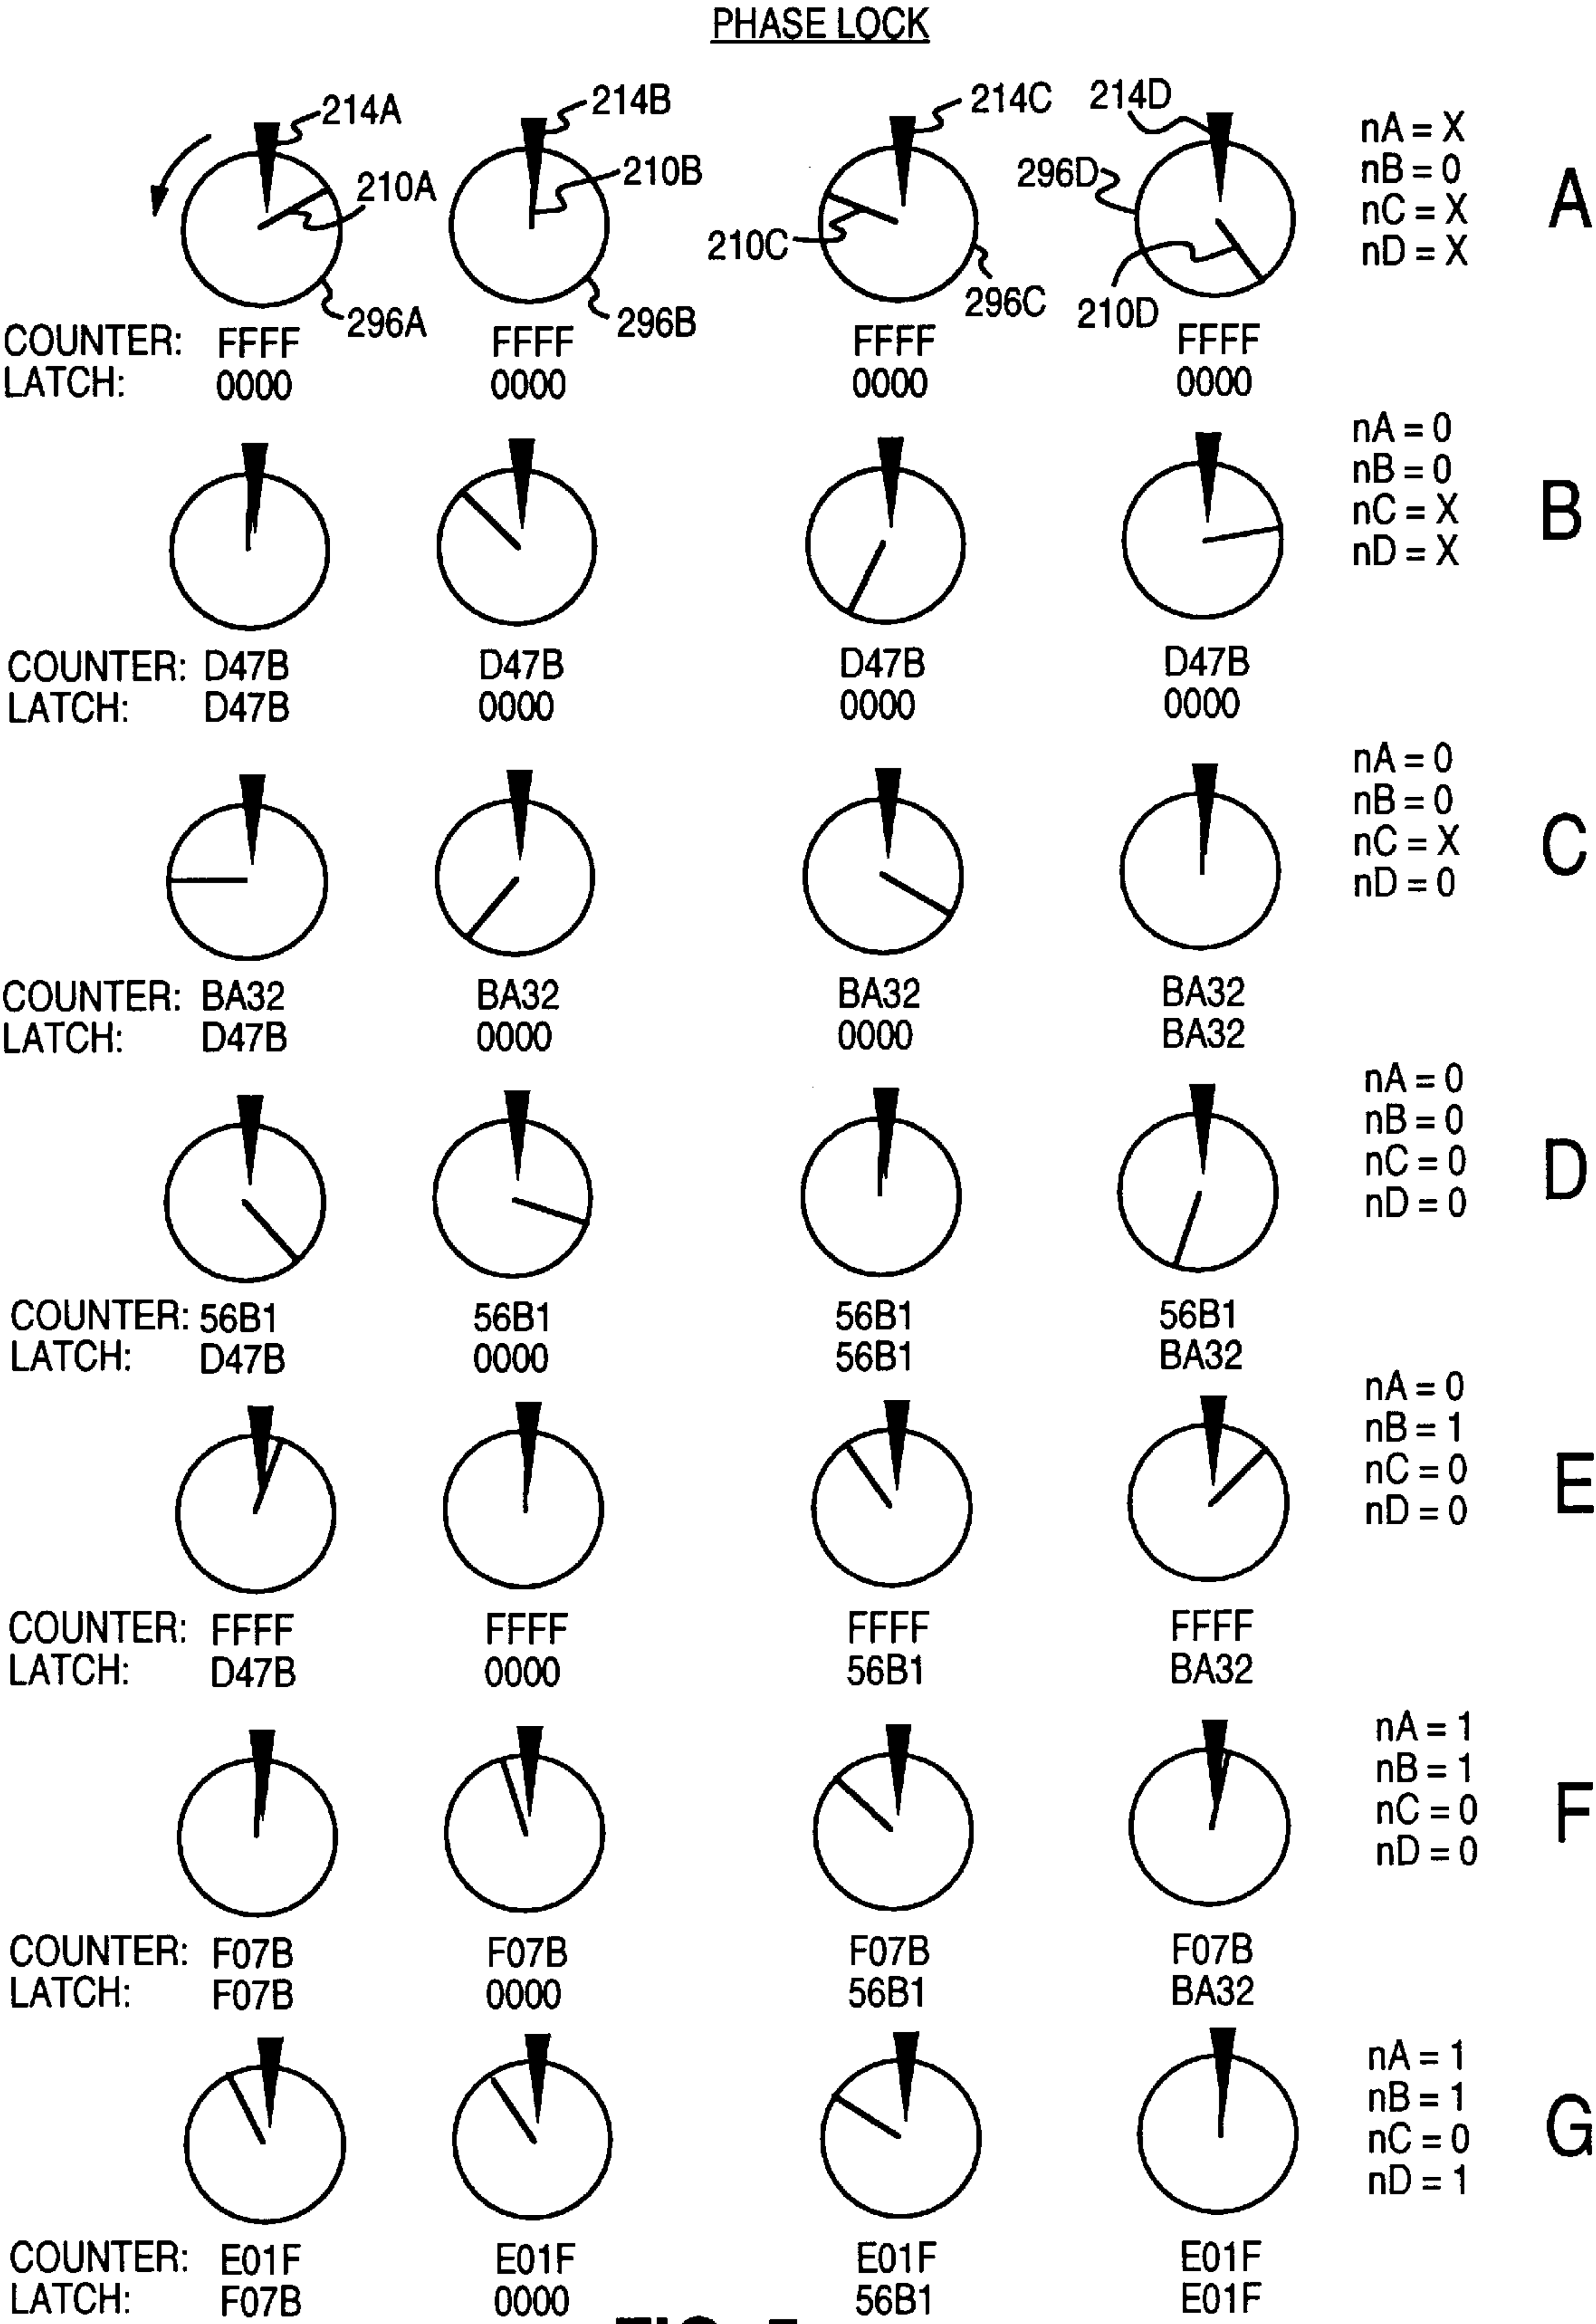 PHASE LOCK
214A 214B 214C 214D
nA = X
nB = 0
nC = X
nD = X
A
210A 210B 210C 296D
296A 296B 296C 210D
COUNTER: FFFF FFFF FFFF FFFF
LATCH: 0000 0000 0000 0000
nA = 0
nB = 0
nC = X
nD = X
B
COUNTER: D47B D47B D47B D47B
LATCH: D47B 0000 0000 0000
nA = 0
nB = 0
nC = X
nD = 0
C
COUNTER: BA32 BA32 BA32 BA32
LATCH: D47B 0000 0000 BA32
nA = 0
nB = 0
nC = 0
nD = 0
D
COUNTER: 56B1 56B1 56B1 56B1
LATCH: D47B 0000 56B1 BA32
nA = 0
nB = 1
nC = 0
nD = 0
E
COUNTER: FFFF FFFF FFFF FFFF
LATCH: D47B 0000 56B1 BA32
nA = 1
nB = 1
nC = 0
nD = 0
F
COUNTER: F07B F07B F07B F07B
LATCH: F07B 0000 56B1 BA32
nA = 1
nB = 1
nC = 0
nD = 1
G
COUNTER: E01F E01F E01F E01F
LATCH: F07B 0000 56B1 E01F